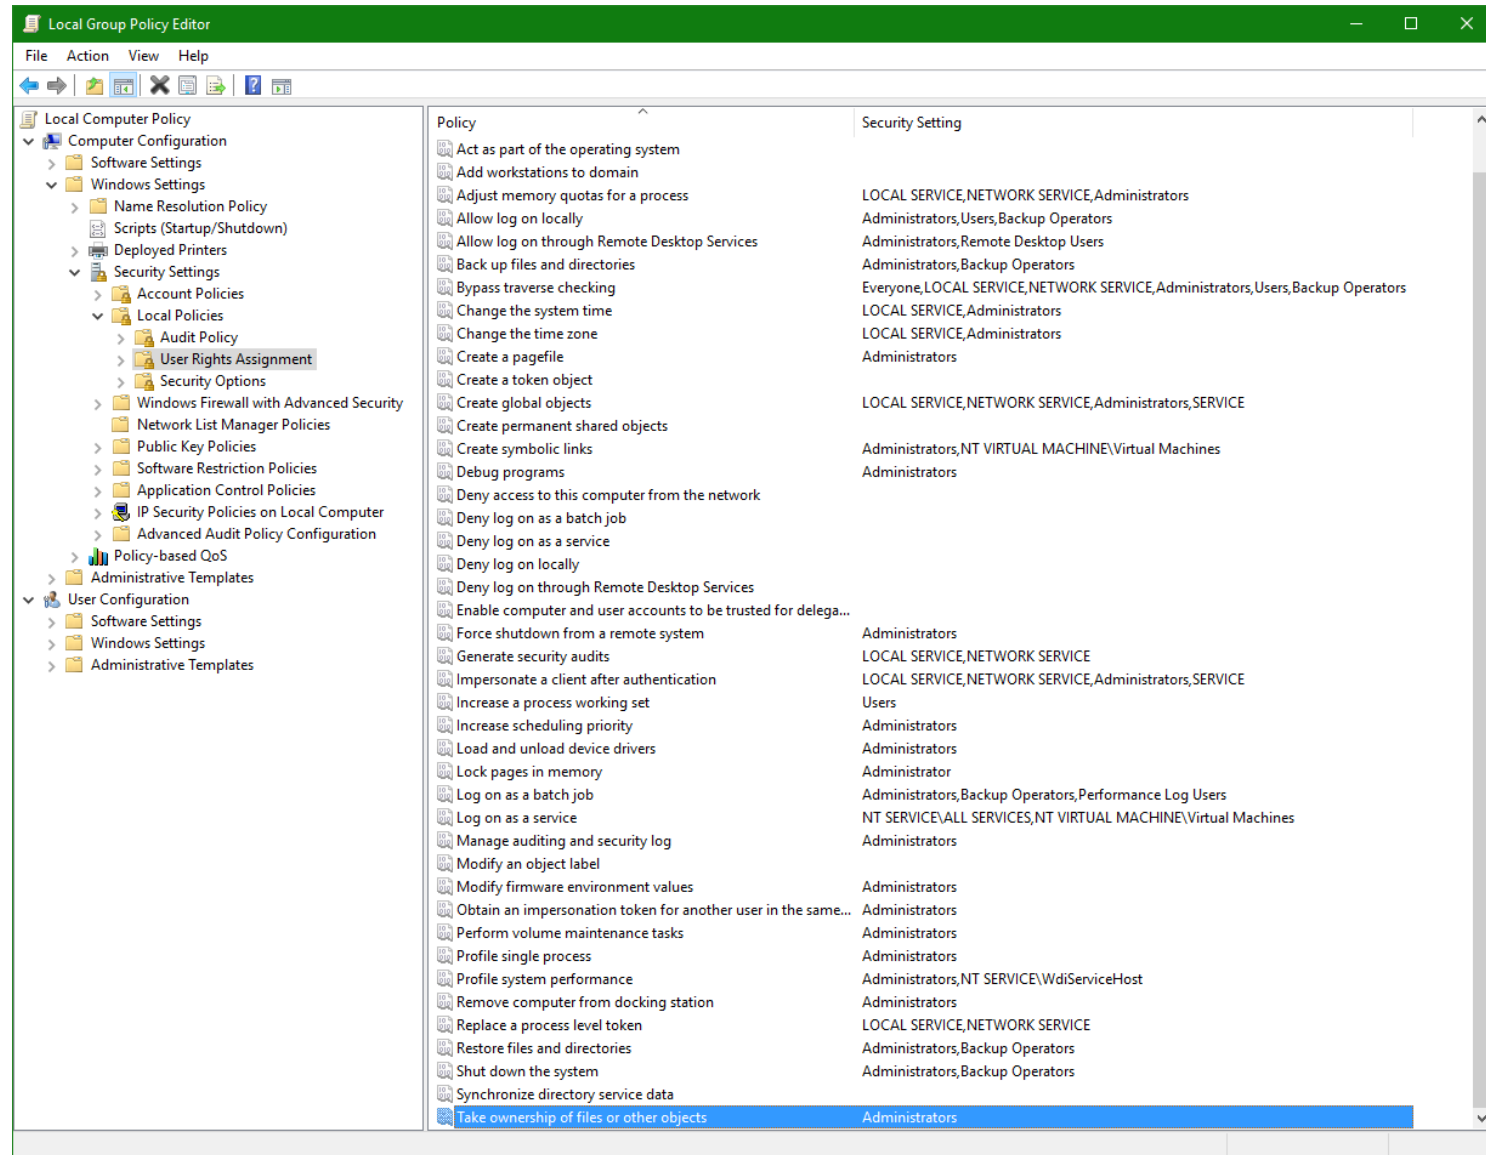 Local Group Policy Editor
File Action View Help
Local Computer Policy
Computer Configuration
Software Settings
Windows Settings
Name Resolution Policy
Scripts (Startup/Shutdown)
Deployed Printers
Security Settings
Account Policies
Local Policies
Audit Policy
User Rights Assignment
Security Options
Windows Firewall with Advanced Security
Network List Manager Policies
Public Key Policies
Software Restriction Policies
Application Control Policies
IP Security Policies on Local Computer
Advanced Audit Policy Configuration
Policy-based QoS
Administrative Templates
User Configuration
Software Settings
Windows Settings
Administrative Templates
Policy Security Setting
Act as part of the operating system
Add workstations to domain
Adjust memory quotas for a process LOCAL SERVICE,NETWORK SERVICE,Administrators
Allow log on locally Administrators,Users,Backup Operators
Allow log on through Remote Desktop Services Administrators,Remote Desktop Users
Back up files and directories Administrators,Backup Operators
Bypass traverse checking Everyone,LOCAL SERVICE,NETWORK SERVICE,Administrators,Users,Backup Operators
Change the system time LOCAL SERVICE,Administrators
Change the time zone LOCAL SERVICE,Administrators
Create a pagefile Administrators
Create a token object
Create global objects LOCAL SERVICE,NETWORK SERVICE,Administrators,SERVICE
Create permanent shared objects
Create symbolic links Administrators,NT VIRTUAL MACHINE\Virtual Machines
Debug programs Administrators
Deny access to this computer from the network
Deny log on as a batch job
Deny log on as a service
Deny log on locally
Deny log on through Remote Desktop Services
Enable computer and user accounts to be trusted for delega...
Force shutdown from a remote system Administrators
Generate security audits LOCAL SERVICE,NETWORK SERVICE
Impersonate a client after authentication LOCAL SERVICE,NETWORK SERVICE,Administrators,SERVICE
Increase a process working set Users
Increase scheduling priority Administrators
Load and unload device drivers Administrators
Lock pages in memory Administrator
Log on as a batch job Administrators,Backup Operators,Performance Log Users
Log on as a service NT SERVICE\ALL SERVICES,NT VIRTUAL MACHINE\Virtual Machines
Manage auditing and security log Administrators
Modify an object label
Modify firmware environment values Administrators
Obtain an impersonation token for another user in the same... Administrators
Perform volume maintenance tasks Administrators
Profile single process Administrators
Profile system performance Administrators,NT SERVICE\WdiServiceHost
Remove computer from docking station Administrators
Replace a process level token LOCAL SERVICE,NETWORK SERVICE
Restore files and directories Administrators,Backup Operators
Shut down the system Administrators,Backup Operators
Synchronize directory service data
Take ownership of files or other objects Administrators